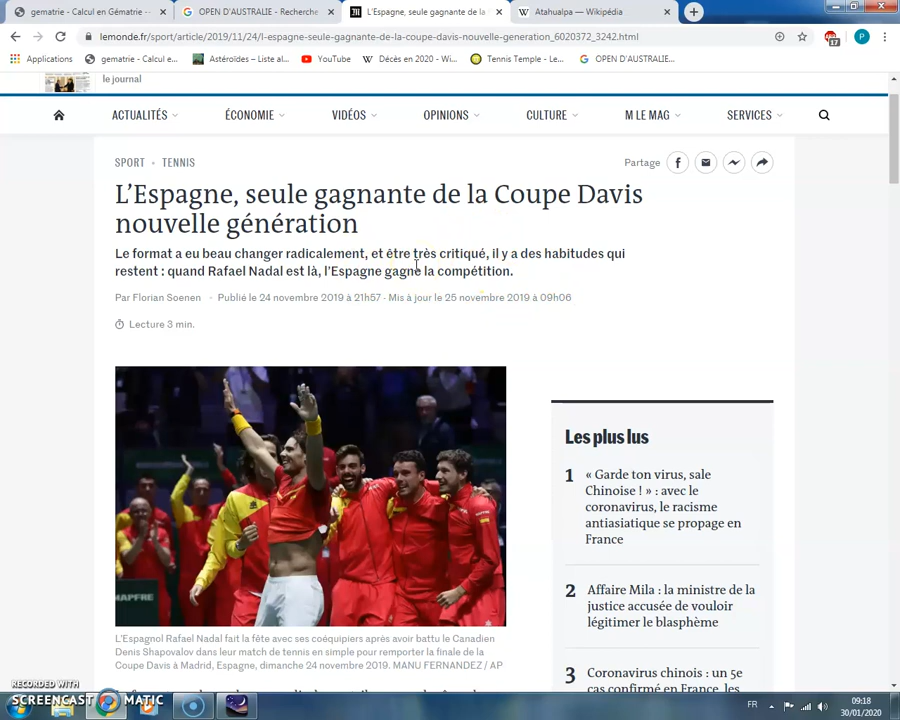 gematrie - Calcul en Gématrie - -
OPEN D'AUSTRALIE - Recherche
L'Espagne, seule gagnante de la
Atahualpa — Wikipédia
lemonde.fr/sport/article/2019/11/24/l-espagne-seule-gagnante-de-la-coupe-davis-nouvelle-generation_6020372_3242.html
17
P
Applications
gematrie - Calcul e...
Astéroïdes – Liste al...
YouTube
Décès en 2020 – Wi...
Tennis Temple - Le...
OPEN D'AUSTRALIE...
le journal
ACTUALITÉS
ÉCONOMIE
VIDÉOS
OPINIONS
CULTURE
M LE MAG
SERVICES
SPORT • TENNIS
Partage
L'Espagne, seule gagnante de la Coupe Davis
nouvelle génération
Le format a eu beau changer radicalement, et être très critiqué, il y a des habitudes qui
restent : quand Rafael Nadal est là, l'Espagne gagne la compétition.
Par Florian Soenen • Publié le 24 novembre 2019 à 21h57 - Mis à jour le 25 novembre 2019 à 09h06
Lecture 3 min.
MAPFRE
L'Espagnol Rafael Nadal fait la fête avec ses coéquipiers après avoir battu le Canadien
Denis Shapovalov dans leur match de tennis en simple pour remporter la finale de la
Coupe Davis à Madrid, Espagne, dimanche 24 novembre 2019. MANU FERNANDEZ / AP
Les plus lus
1
« Garde ton virus, sale
Chinoise ! » : avec le
coronavirus, le racisme
antiasiatique se propage en
France
2
Affaire Mila : la ministre de la
justice accusée de vouloir
légitimer le blasphème
3
Coronavirus chinois : un 5e
cas confirmé en France, les
RECORDED WITH
SCREENCAST MATIC
FR
09:18
30/01/2020